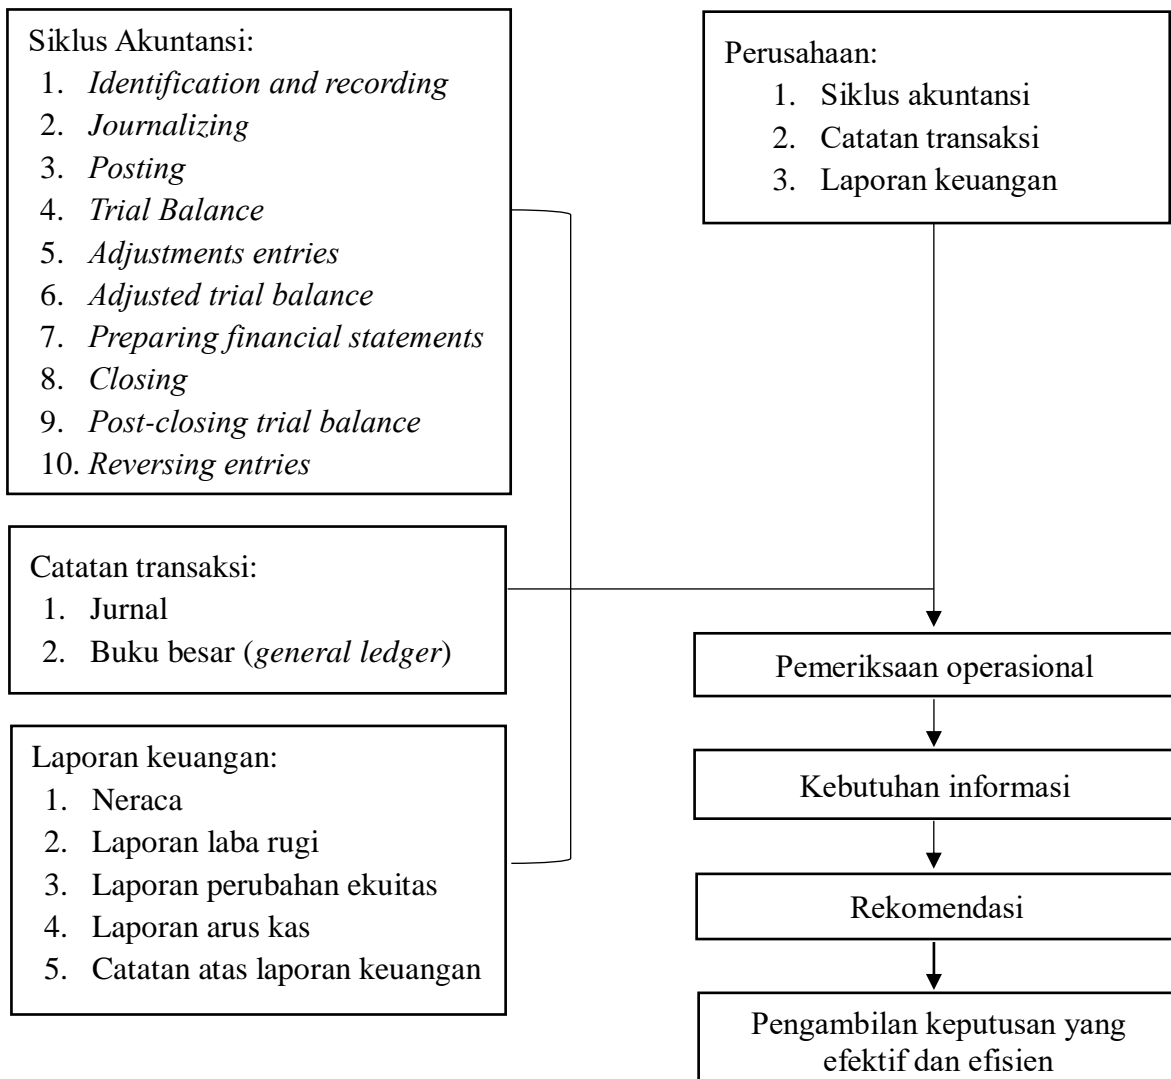 Siklus Akuntansi:
1. Identification and recording
2. Journalizing
3. Posting
4. Trial Balance
5. Adjustments entries
6. Adjusted trial balance
7. Preparing financial statements
8. Closing
9. Post-closing trial balance
10. Reversing entries
Catatan transaksi:
1. Jurnal
2. Buku besar (general ledger)
Laporan keuangan:
1. Neraca
2. Laporan laba rugi
3. Laporan perubahan ekuitas
4. Laporan arus kas
5. Catatan atas laporan keuangan
Perusahaan:
1. Siklus akuntansi
2. Catatan transaksi
3. Laporan keuangan
Pemeriksaan operasional
Kebutuhan informasi
Rekomendasi
Pengambilan keputusan yang
efektif dan efisien